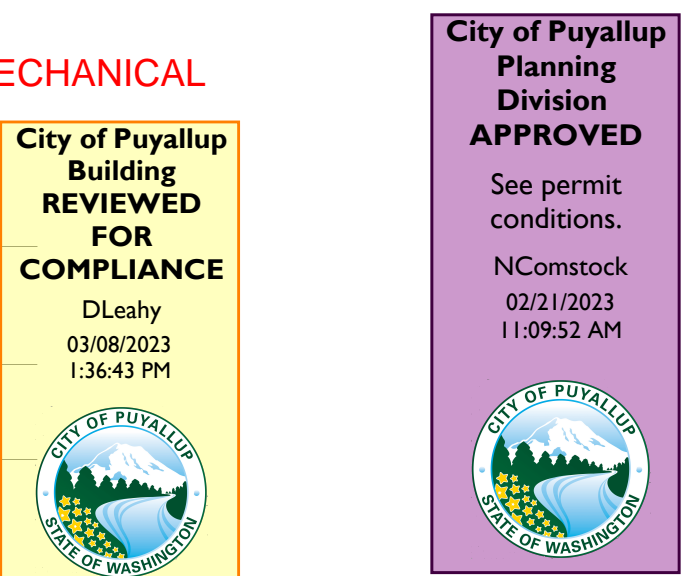 ECHANICAL
City of Puyallup
Building
REVIEWED
FOR
COMPLIANCE
DLeahy
03/08/2023
1:36:43 PM
CITY OF PUYALLUP
STATE OF WASHINGTON
City of Puyallup
Planning
Division
APPROVED
See permit
conditions.
NComstock
02/21/2023
11:09:52 AM
CITY OF PUYALLUP
STATE OF WASHINGTON